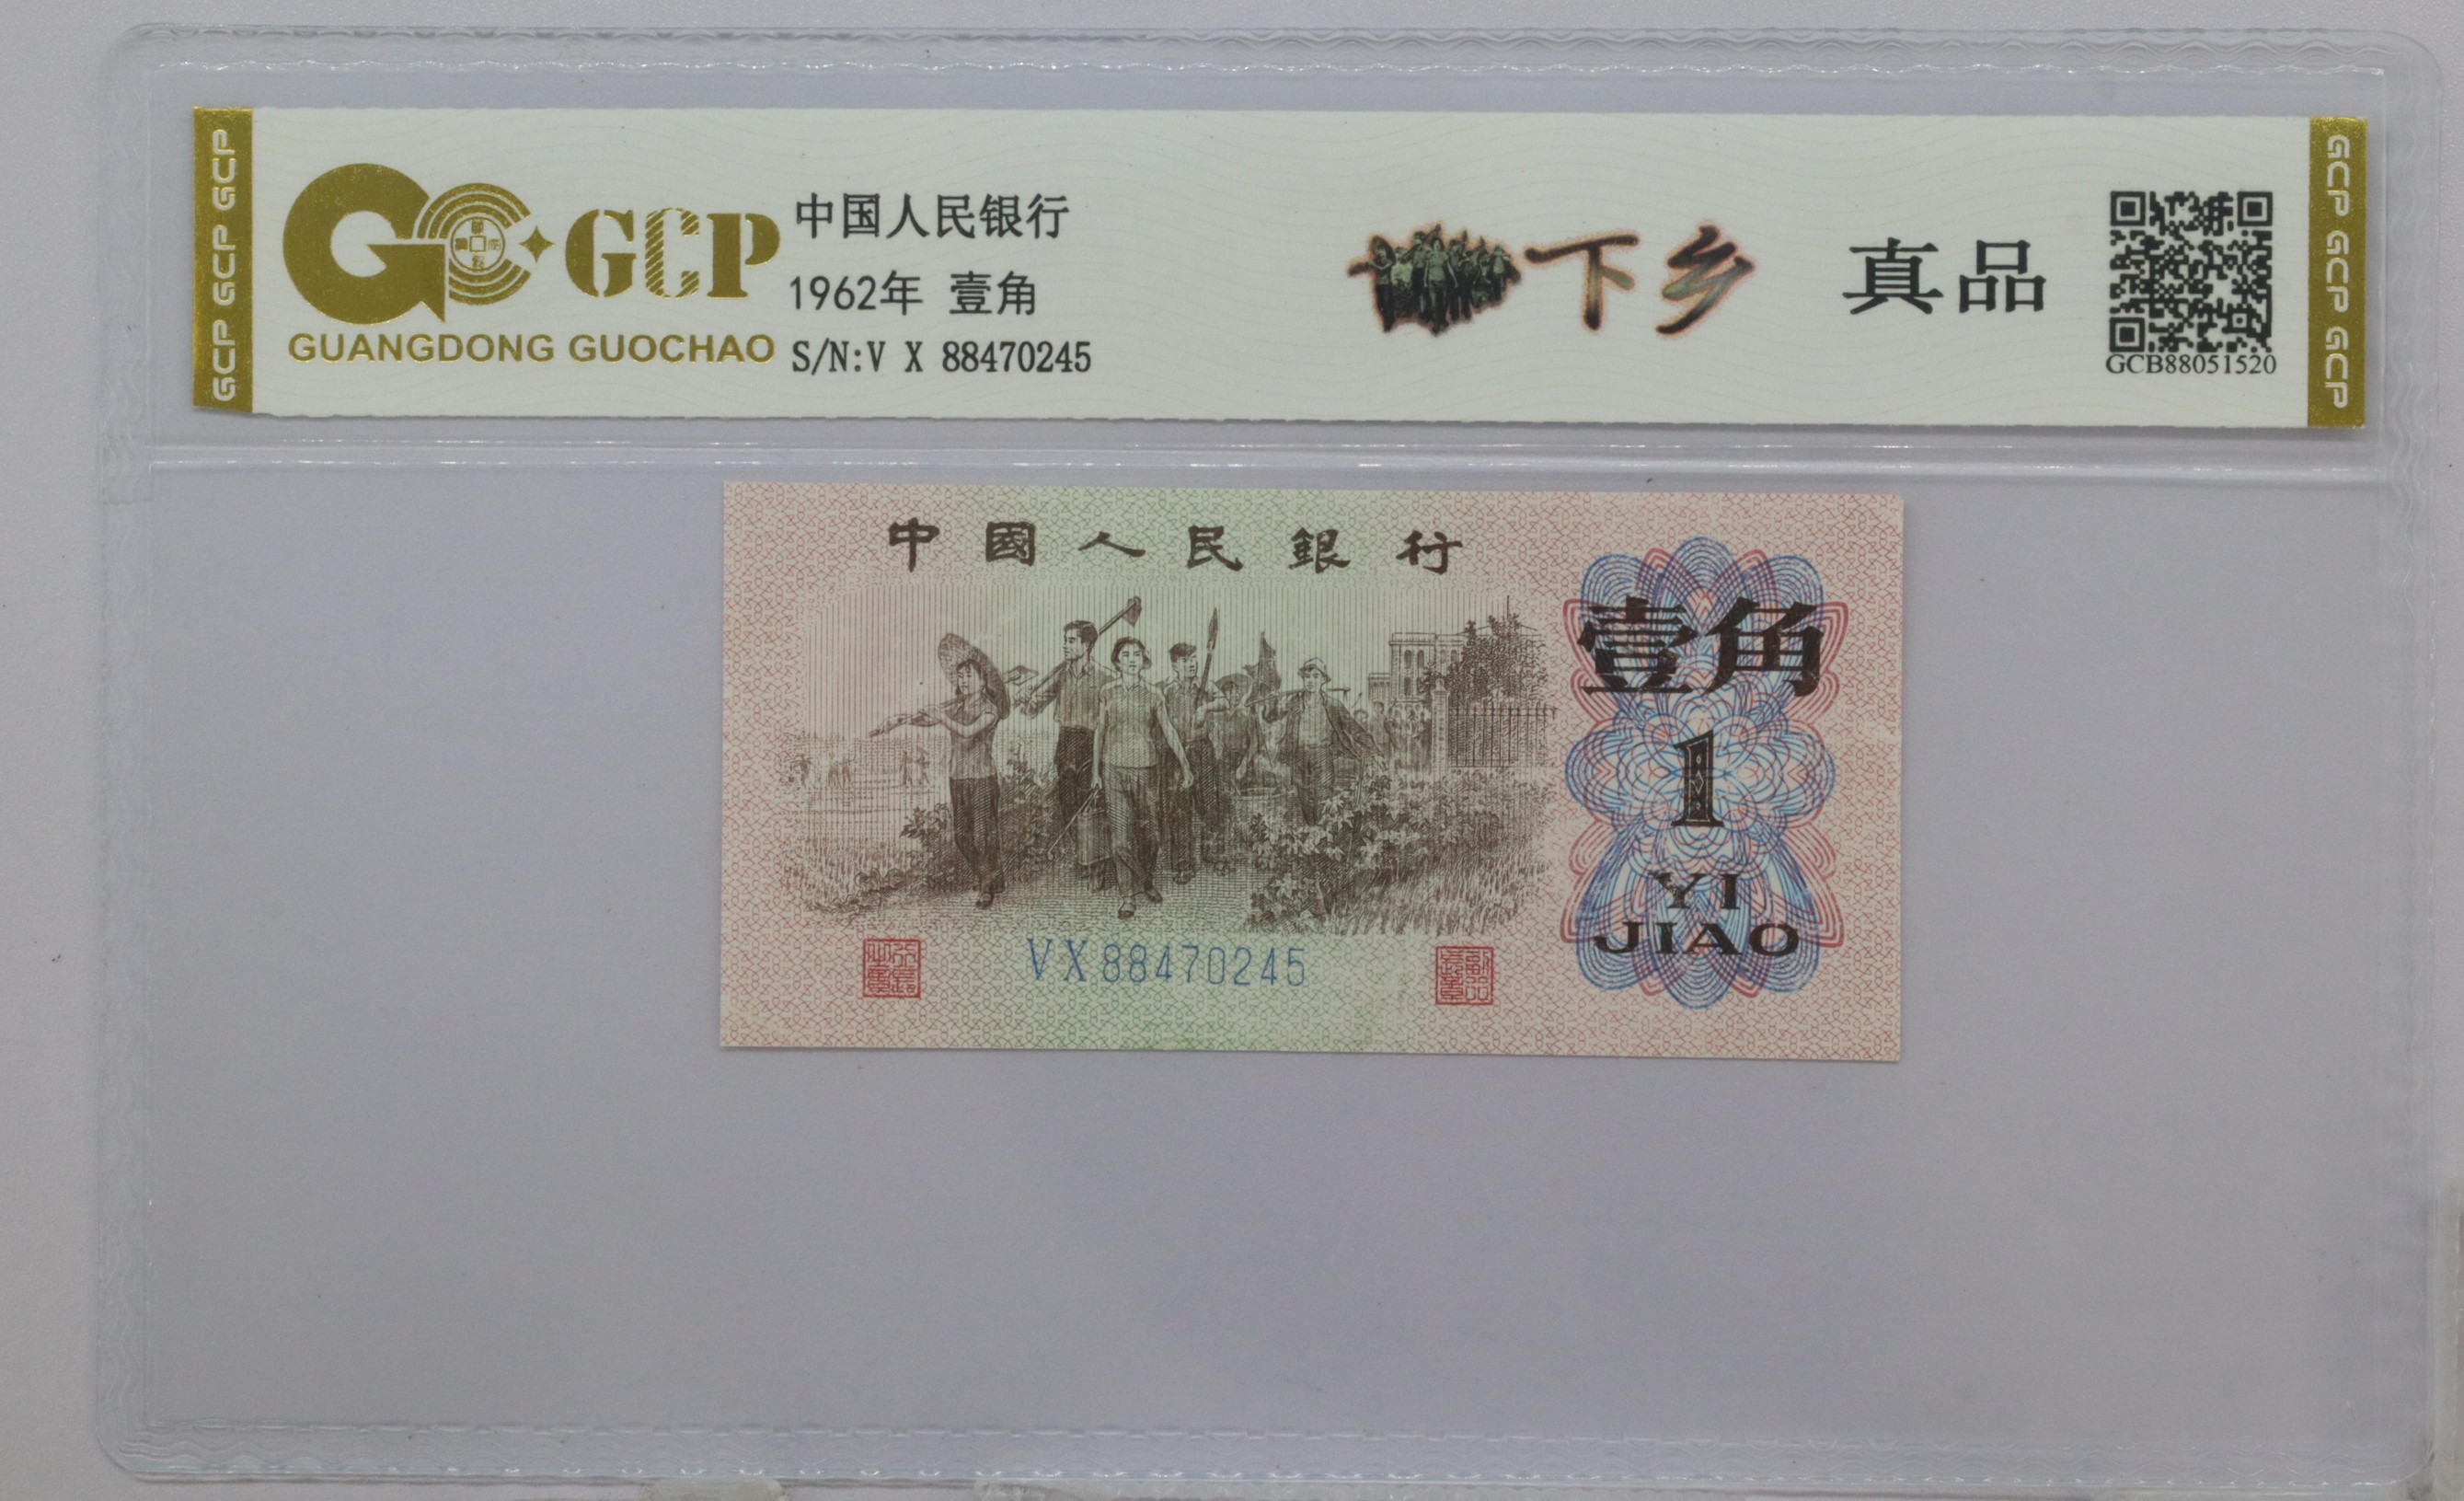 GCP GCP GCP
GCP
GUANGDONG GUOCHAO
中国人民银行
1962年 壹角
S/N:V X 88470245
下乡
真品
GCB88051520
GCP GCP GCP
中國人民銀行
壹角
1
YI
JIAO
VX88470245